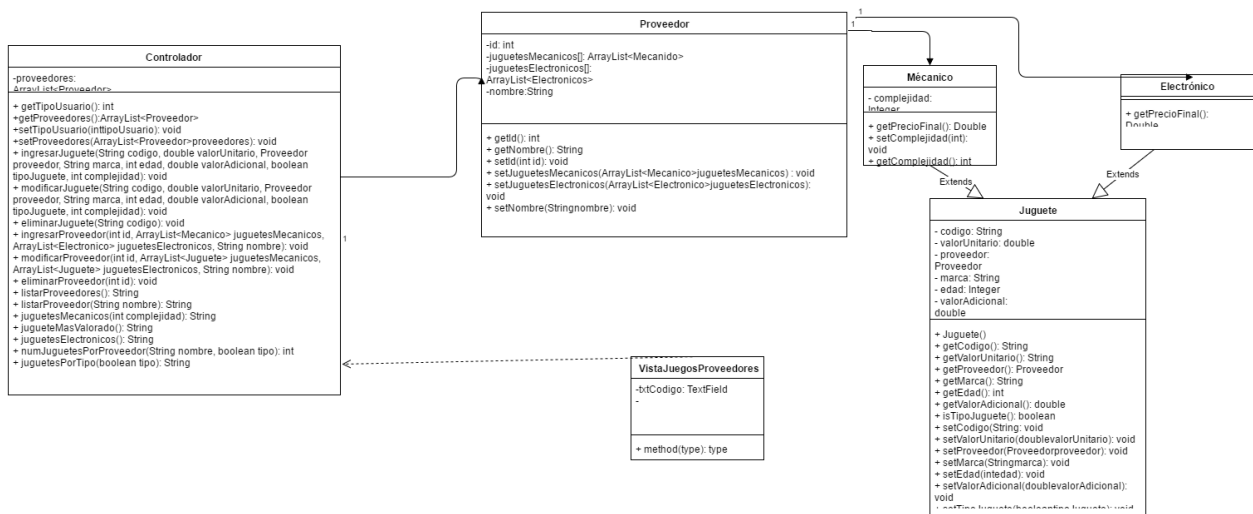 Controlador
-proveedores:
ArrayList<Proveedor>
+ getTipoUsuario(): int
+getProveedores():ArrayList<Proveedor>
+setTipoUsuario(inttipoUsuario): void
+setProveedores(ArrayList<Proveedor>proveedores): void
+ ingresarJuguete(String codigo, double valorUnitario, Proveedor
proveedor, String marca, int edad, double valorAdicional, boolean
tipoJuguete, int complejidad): void
+ modificarJuguete(String codigo, double valorUnitario, Proveedor
proveedor, String marca, int edad, double valorAdicional, boolean
tipoJuguete, int complejidad): void
+ eliminarJuguete(String codigo): void
+ ingresarProveedor(int id, ArrayList<Mecanico> juguetesMecanicos,
ArrayList<Electronico> juguetesElectronicos, String nombre): void
+ modificarProveedor(int id, ArrayList<Juguete> juguetesMecanicos,
ArrayList<Juguete> juguetesElectronicos, String nombre): void
+ eliminarProveedor(int id): void
+ listarProveedores(): String
+ listarProveedor(String nombre): String
+ juguetesMecanicos(int complejidad): String
+ jugueteMasValorado(): String
+ juguetesElectronicos(): String
+ numJuguetesPorProveedor(String nombre, boolean tipo): int
+ juguetesPorTipo(boolean tipo): String
1
Proveedor
-id: int
-juguetesMecanicos[]: ArrayList<Mecanido>
-juguetesElectronicos[]:
ArrayList<Electronicos>
-nombre:String
+ getId(): int
+ getNombre(): String
+ setId(int id): void
+ setJuguetesMecanicos(ArrayList<Mecanico>juguetesMecanicos) : void
+ setJuguetesElectronicos(ArrayList<Electronico>juguetesElectronicos):
void
+ setNombre(Stringnombre): void
1
1
Mécanico
- complejidad:
Integer
+ getPrecioFinal(): Double
+ setComplejidad(int):
void
+ getComplejidad(): int
Electrónico
+ getPrecioFinal():
Double
Extends
Extends
Juguete
- codigo: String
- valorUnitario: double
- proveedor:
Proveedor
- marca: String
- edad: Integer
- valorAdicional:
double
+ Juguete()
+ getCodigo(): String
+ getValorUnitario(): String
+ getProveedor(): Proveedor
+ getMarca(): String
+ getEdad(): int
+ getValorAdicional(): double
+ isTipoJuguete(): boolean
+ setCodigo(String: void
+ setValorUnitario(doublevalorUnitario): void
+ setProveedor(Proveedorproveedor): void
+ setMarca(Stringmarca): void
+ setEdad(intedad): void
+ setValorAdicional(doublevalorAdicional):
void
+ setTipoJuguete(booleantipoJuguete): void
VistaJuegosProveedores
-txtCodigo: TextField
-
+ method(type): type